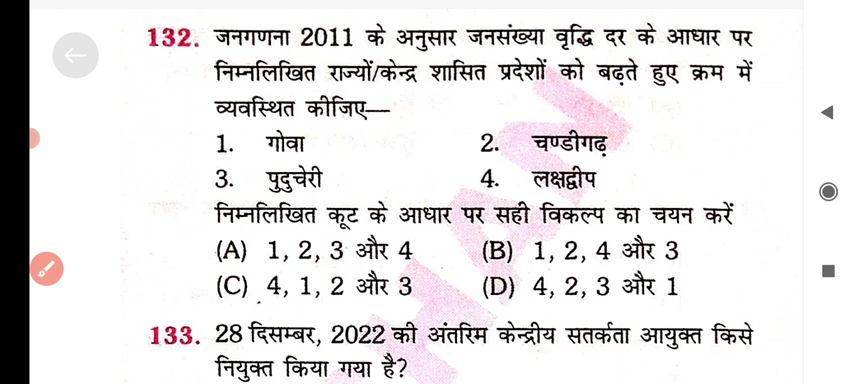 132. जनगणना 2011 के अनुसार जनसंख्या वृद्धि दर के आधार पर
निम्नलिखित राज्यों/केन्द्र शासित प्रदेशों को बढ़ते हुए क्रम में
व्यवस्थित कीजिए—
1. गोवा 2. चण्डीगढ़
3. पुदुचेरी 4. लक्षद्वीप
निम्नलिखित कूट के आधार पर सही विकल्प का चयन करें
(A) 1, 2, 3 और 4 (B) 1, 2, 4 और 3
(C) 4, 1, 2 और 3 (D) 4, 2, 3 और 1
133. 28 दिसम्बर, 2022 की अंतरिम केन्द्रीय सतर्कता आयुक्त किसे
नियुक्त किया गया है?